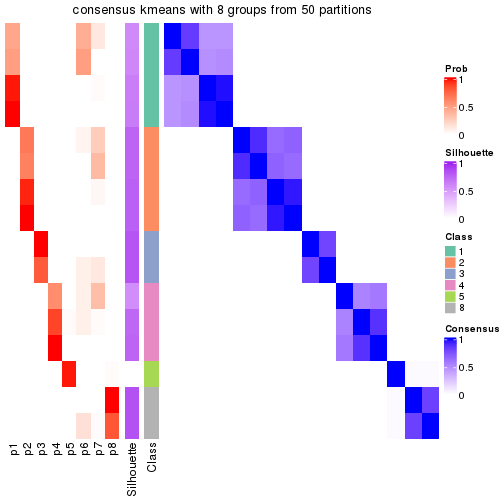 consensus kmeans with 8 groups from 50 partitions
Prob
1
0.5
0
Silhouette
1
0.5
0
Class
1
2
3
4
5
8
Consensus
1
0.5
0
p1
p2
p3
p4
p5
p6
p7
p8
Silhouette
Class